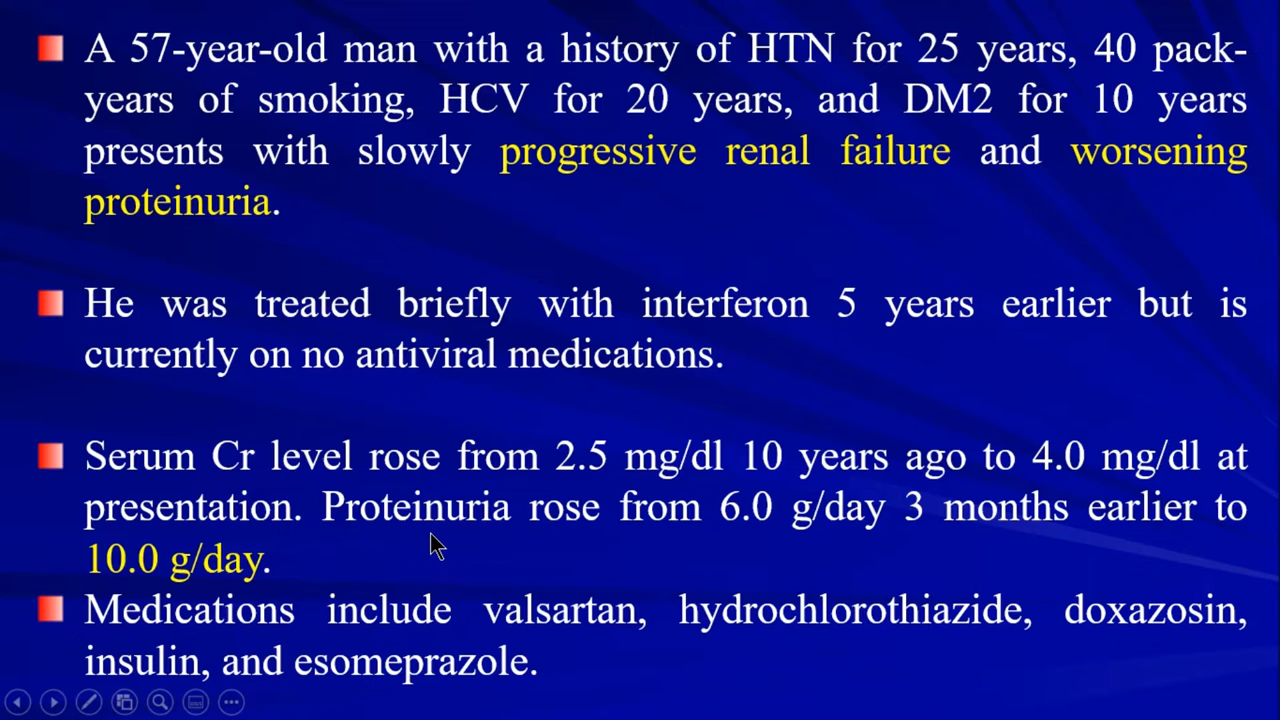 A 57-year-old man with a history of HTN for 25 years, 40 pack-
years of smoking, HCV for 20 years, and DM2 for 10 years
presents with slowly progressive renal failure and worsening
proteinuria.
He was treated briefly with interferon 5 years earlier but is
currently on no antiviral medications.
Serum Cr level rose from 2.5 mg/dl 10 years ago to 4.0 mg/dl at
presentation. Proteinuria rose from 6.0 g/day 3 months earlier to
10.0 g/day.
Medications include valsartan, hydrochlorothiazide, doxazosin,
insulin, and esomeprazole.